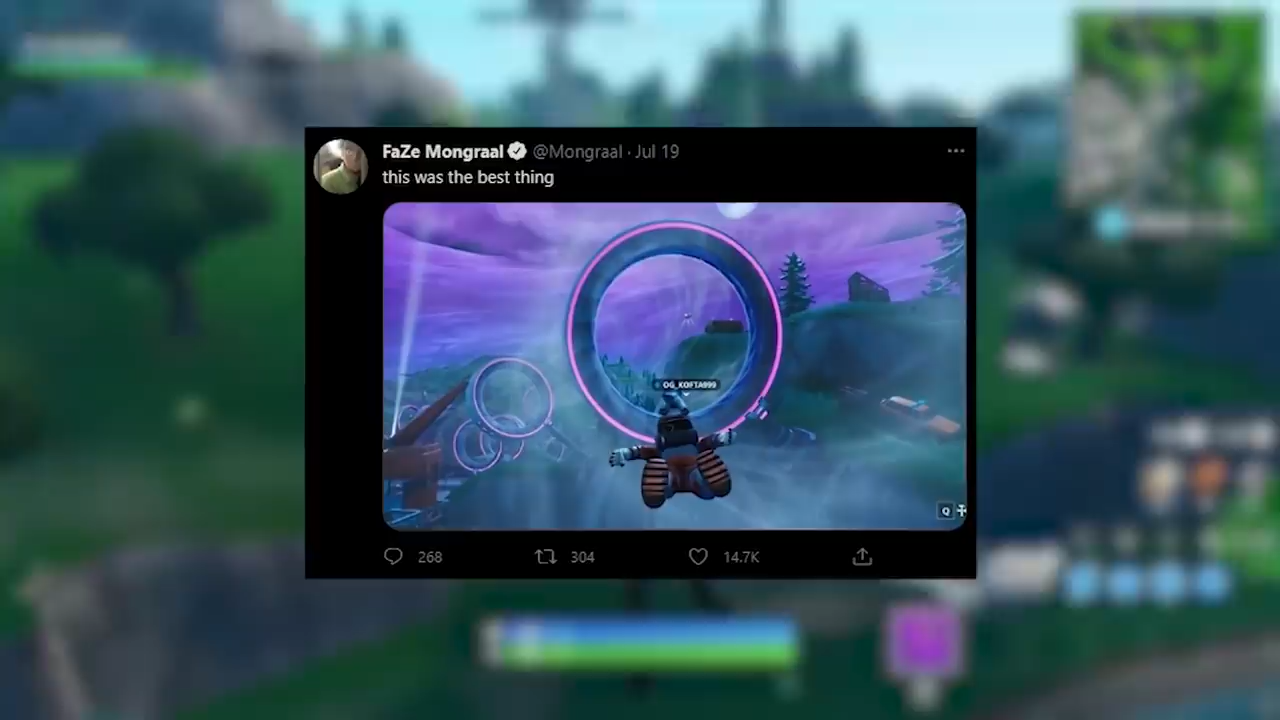 FaZe Mongraal @Mongraal · Jul 19
this was the best thing
OG_KOFTA999
Q
268 304 14.7K